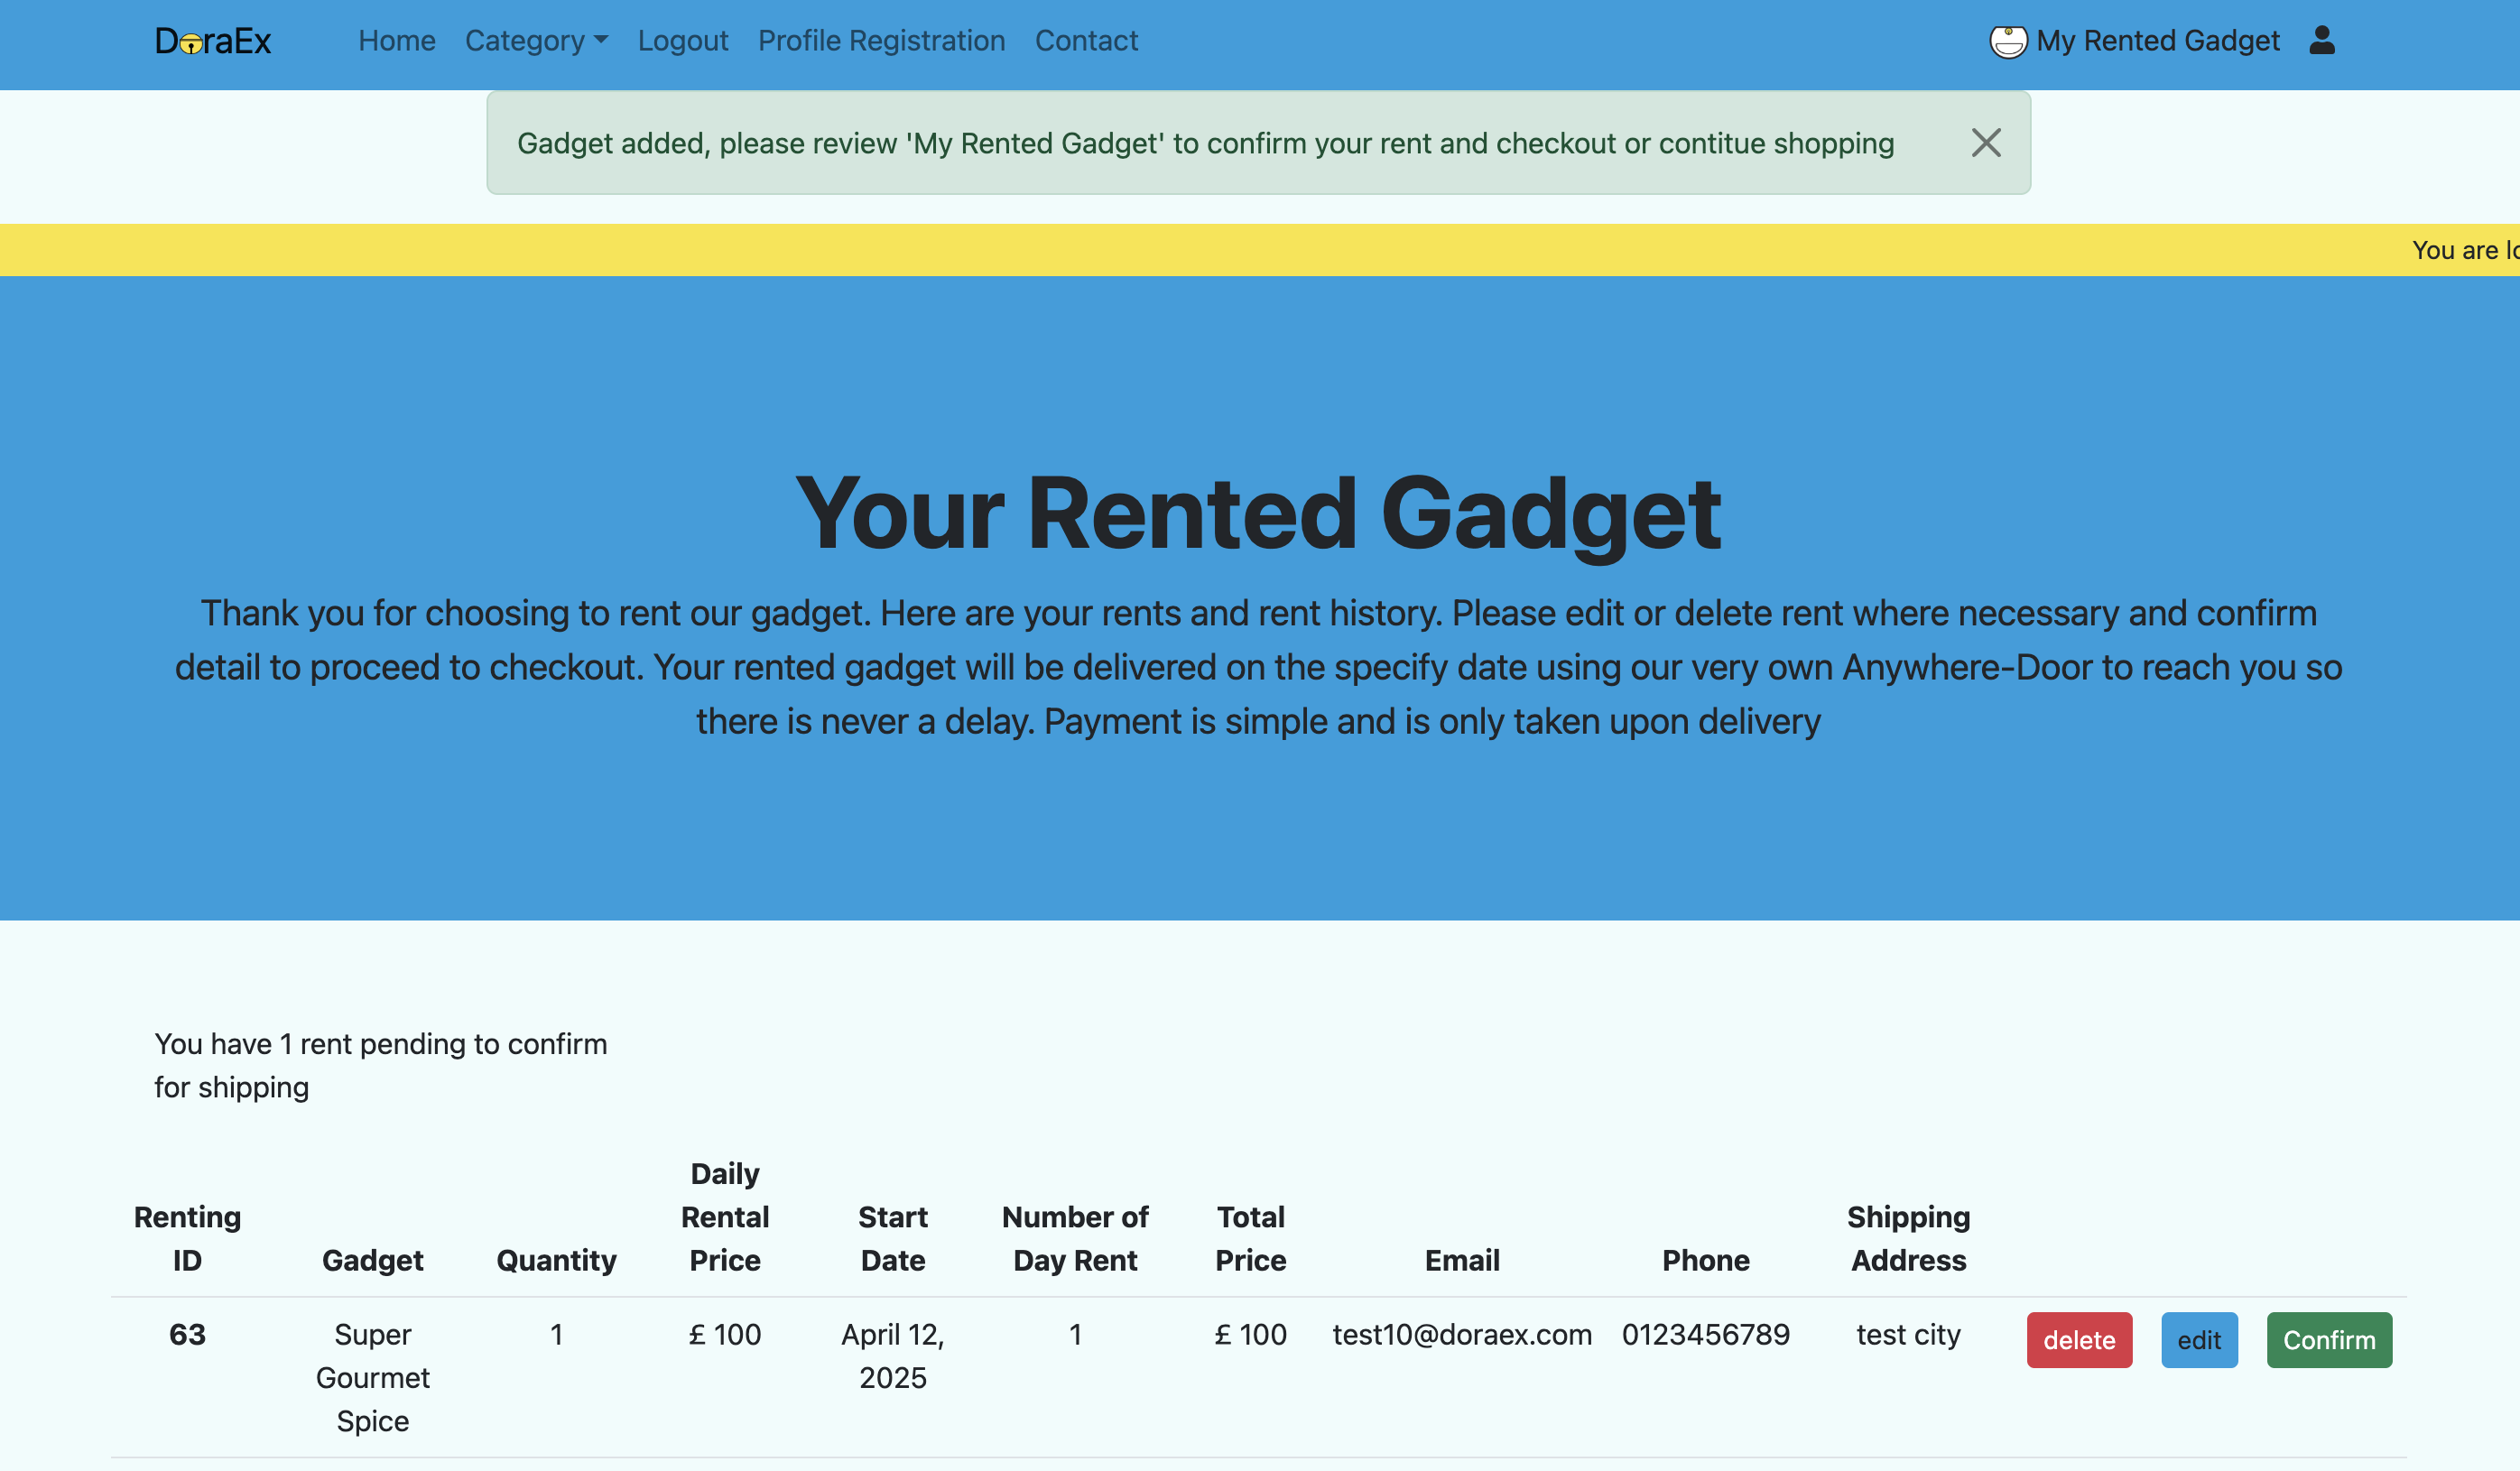 DoraEx Home Category Logout Profile Registration Contact My Rented Gadget
Gadget added, please review 'My Rented Gadget' to confirm your rent and checkout or contitue shopping
You are lo
Your Rented Gadget
Thank you for choosing to rent our gadget. Here are your rents and rent history. Please edit or delete rent where necessary and confirm
detail to proceed to checkout. Your rented gadget will be delivered on the specify date using our very own Anywhere-Door to reach you so
there is never a delay. Payment is simple and is only taken upon delivery
You have 1 rent pending to confirm
for shipping
Renting ID Gadget Quantity Daily Rental Price Start Date Number of Day Rent Total Price Email Phone Shipping Address
63 Super Gourmet Spice 1 £ 100 April 12, 2025 1 £ 100 test10@doraex.com 0123456789 test city delete edit Confirm